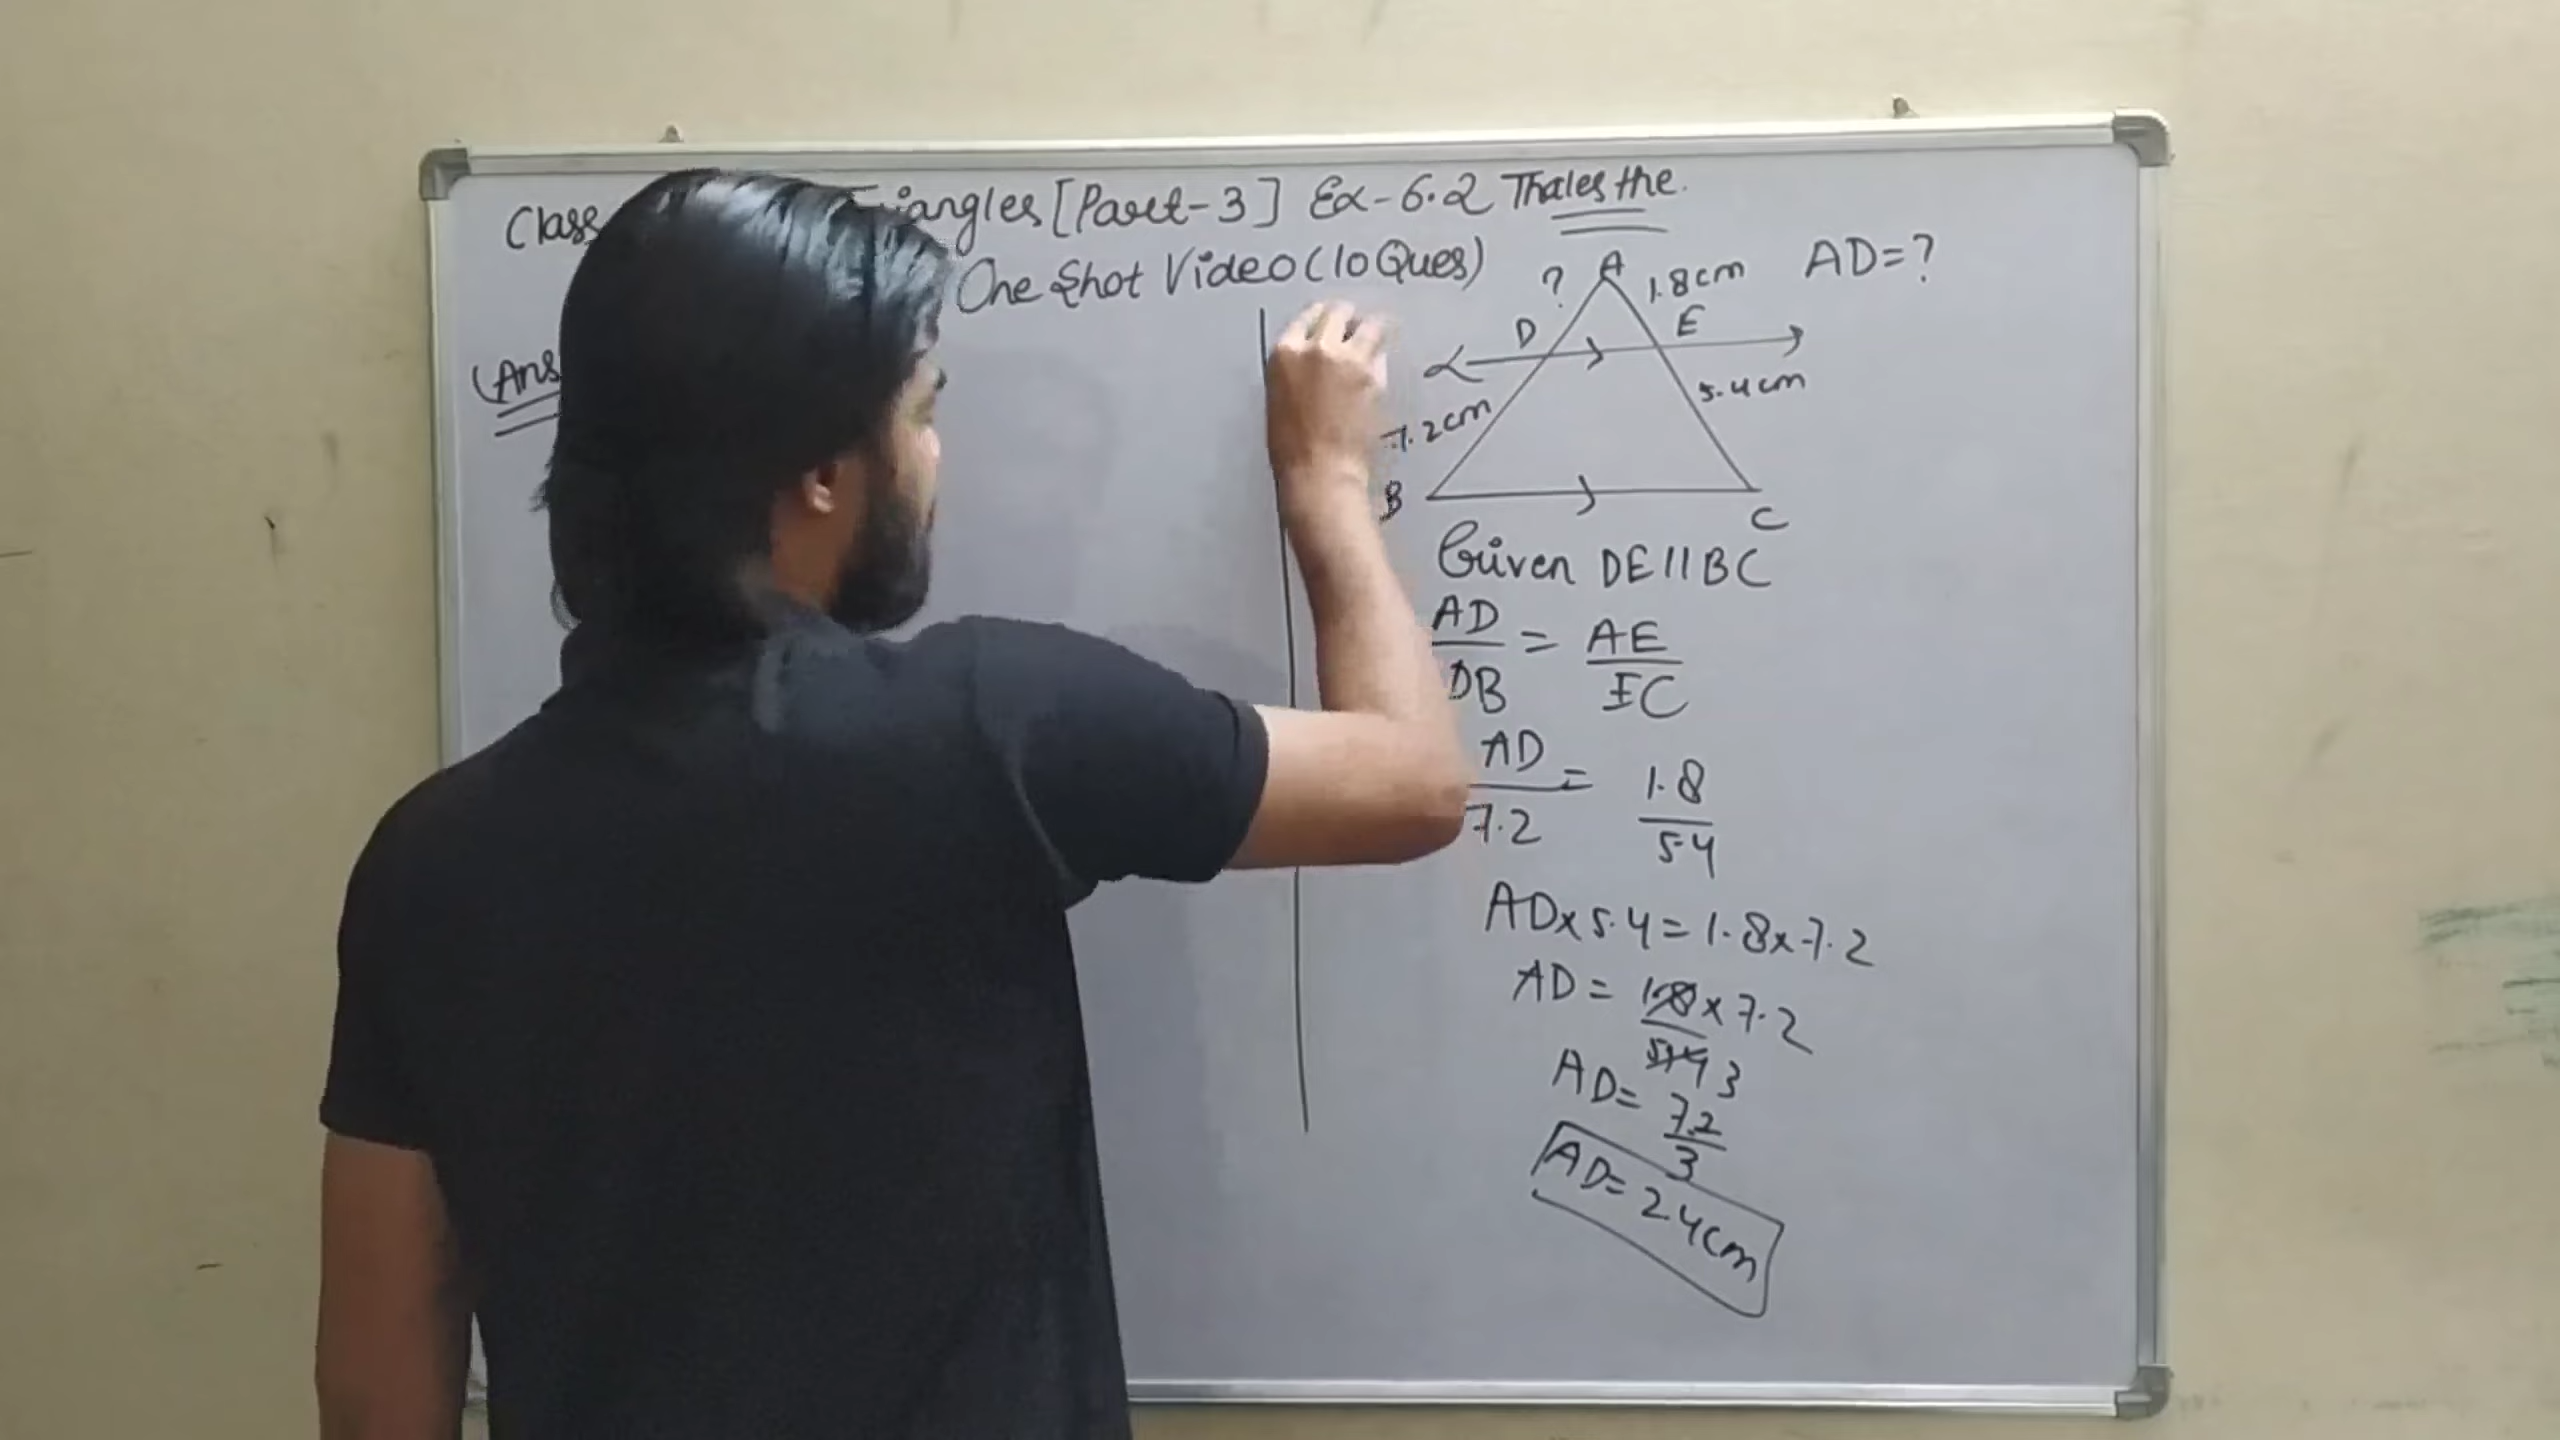 Class Triangles [Part-3] Ex-6.2 Thales the.
One Shot Video (10 Ques)
(Ans
? A 1.8cm AD=?
D E
7.2cm 5.4cm
B C
Given DE||BC
AD/DB = AE/EC
AD/7.2 = 1.8/5.4
AD×5.4=1.8×7.2
AD= 1.8×7.2/5.4 3
AD= 7.2/3
AD= 2.4cm